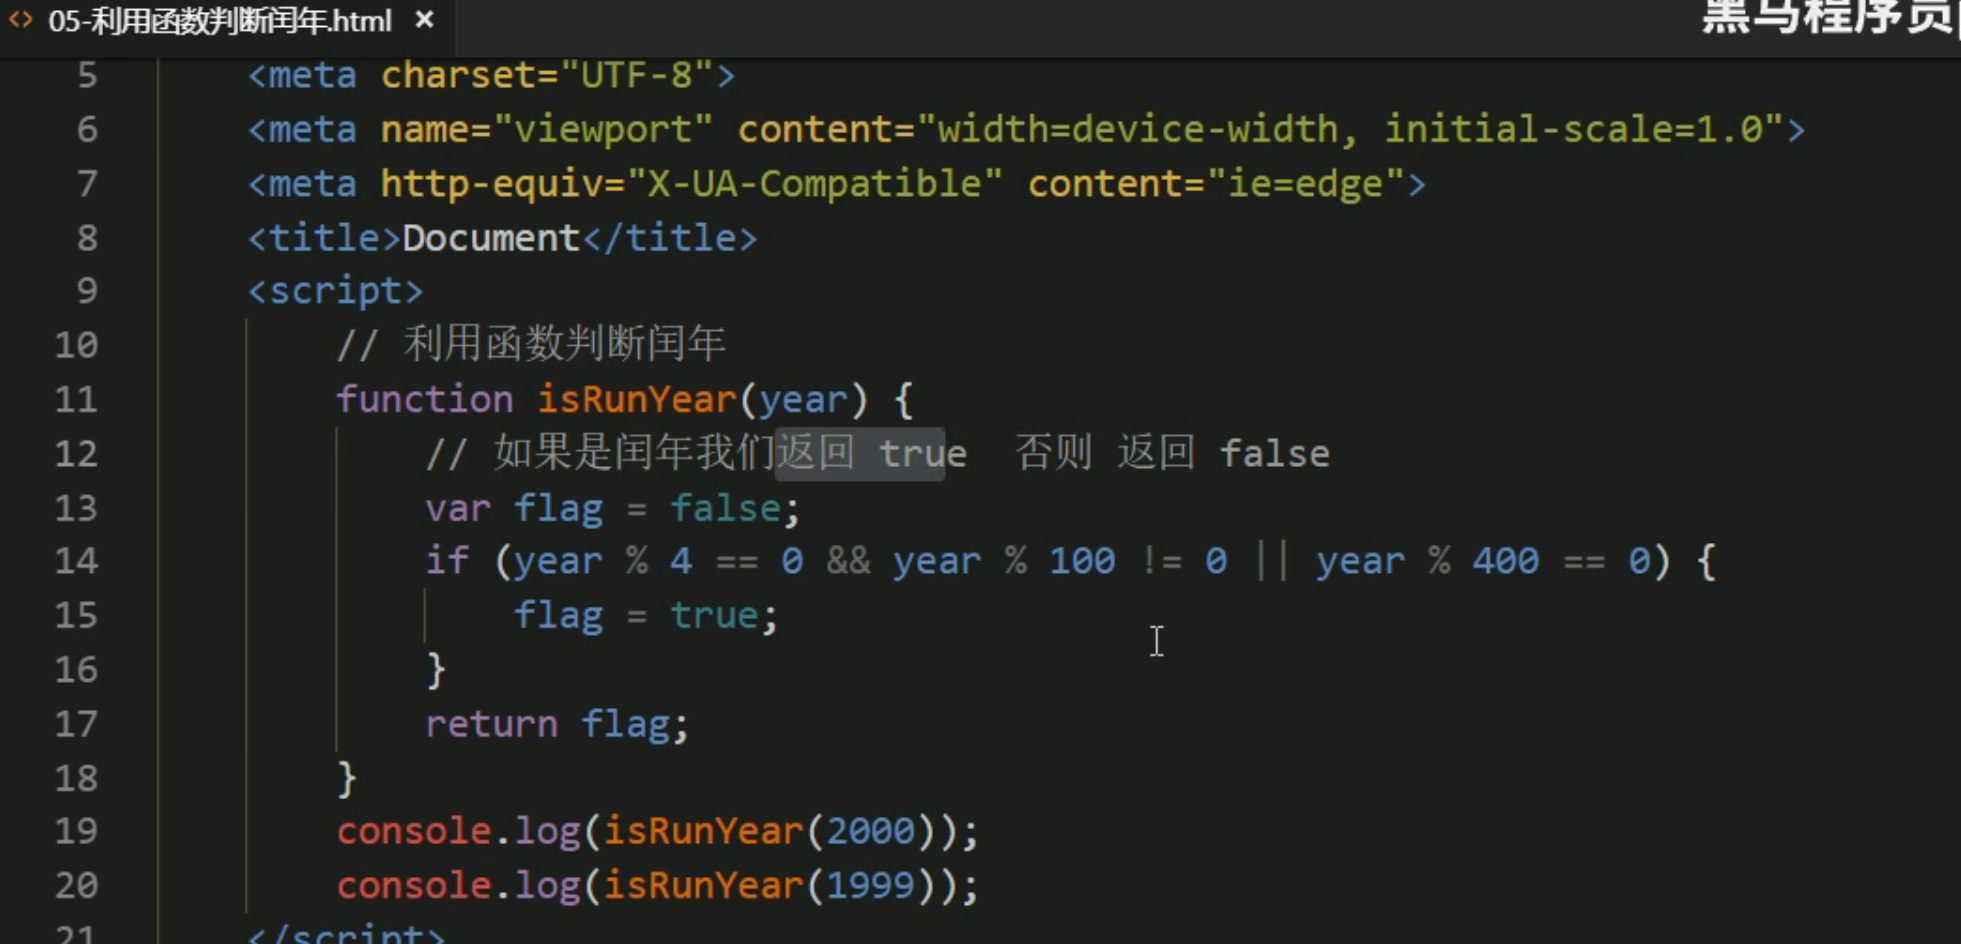 05-利用函数判断闰年.html ×
黑马程序员
5 <meta charset="UTF-8">
6 <meta name="viewport" content="width=device-width, initial-scale=1.0">
7 <meta http-equiv="X-UA-Compatible" content="ie=edge">
8 <title>Document</title>
9 <script>
10 // 利用函数判断闰年
11 function isRunYear(year) {
12 // 如果是闰年我们返回 true 否则 返回 false
13 var flag = false;
14 if (year % 4 == 0 && year % 100 != 0 || year % 400 == 0) {
15 flag = true;
16 }
17 return flag;
18 }
19 console.log(isRunYear(2000));
20 console.log(isRunYear(1999));
21 </script>